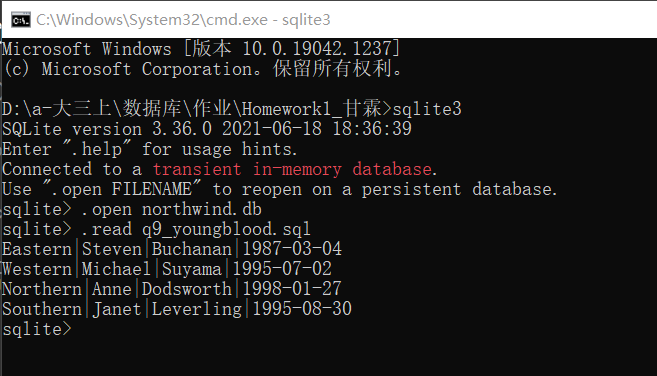 C:\Windows\System32\cmd.exe - sqlite3
Microsoft Windows [版本 10.0.19042.1237]
(c) Microsoft Corporation。保留所有权利。
D:\a-大三上\数据库\作业\Homework1_甘霖>sqlite3
SQLite version 3.36.0 2021-06-18 18:36:39
Enter ".help" for usage hints.
Connected to a transient in-memory database.
Use ".open FILENAME" to reopen on a persistent database.
sqlite> .open northwind.db
sqlite> .read q9_youngblood.sql
Eastern|Steven|Buchanan|1987-03-04
Western|Michael|Suyama|1995-07-02
Northern|Anne|Dodsworth|1998-01-27
Southern|Janet|Leverling|1995-08-30
sqlite>